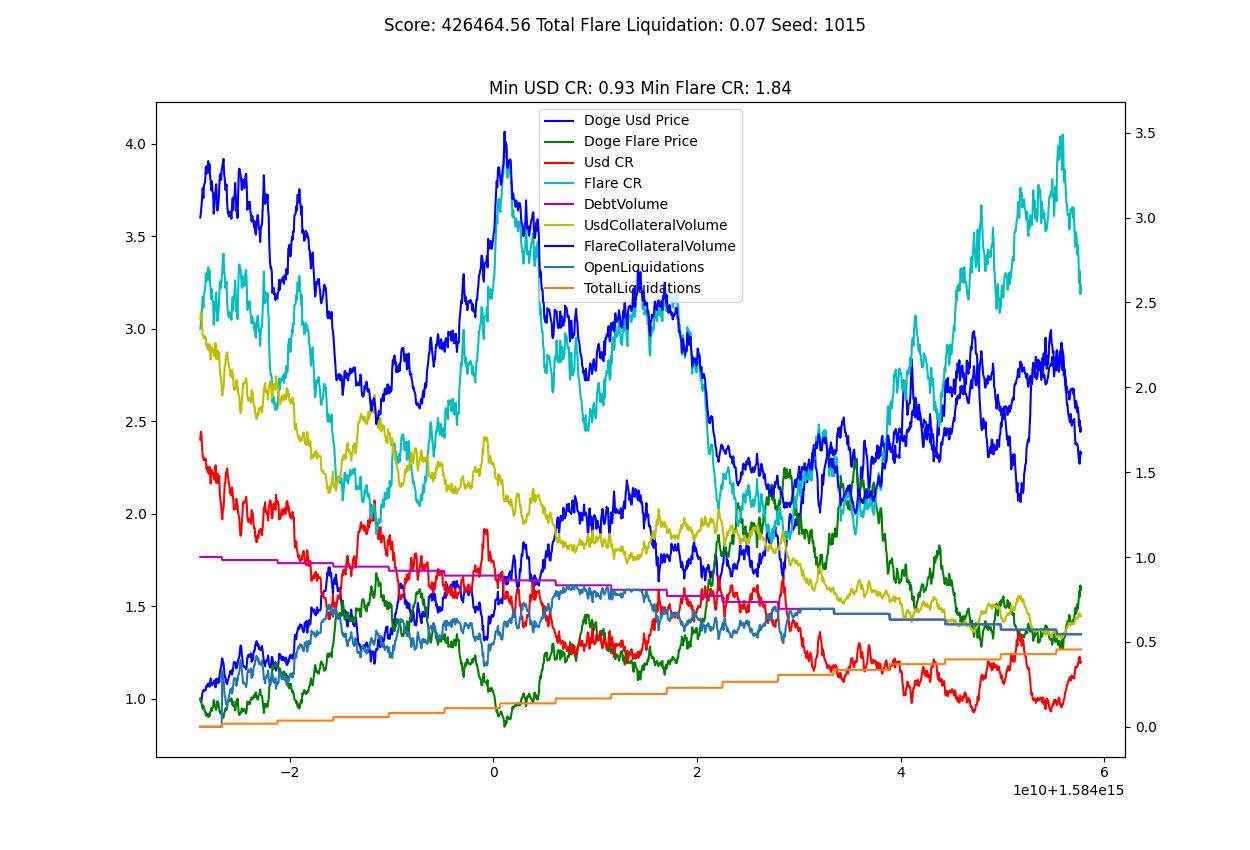 Score: 426464.56 Total Flare Liquidation: 0.07 Seed: 1015
Min USD CR: 0.93 Min Flare CR: 1.84
Doge Usd Price
Doge Flare Price
Usd CR
Flare CR
DebtVolume
UsdCollateralVolume
FlareCollateralVolume
OpenLiquidations
TotalLiquidations
4.0
3.5
3.0
2.5
2.0
1.5
1.0
3.5
3.0
2.5
2.0
1.5
1.0
0.5
0.0
−2
0
2
4
6
1e10+1.584e15